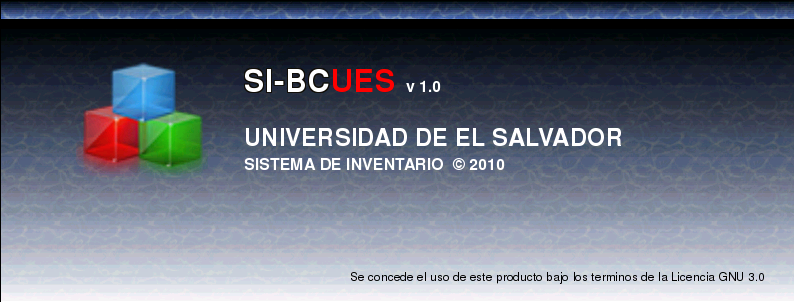 SI-BCUES v 1.0
UNIVERSIDAD DE EL SALVADOR
SISTEMA DE INVENTARIO © 2010
Se concede el uso de este producto bajo los terminos de la Licencia GNU 3.0